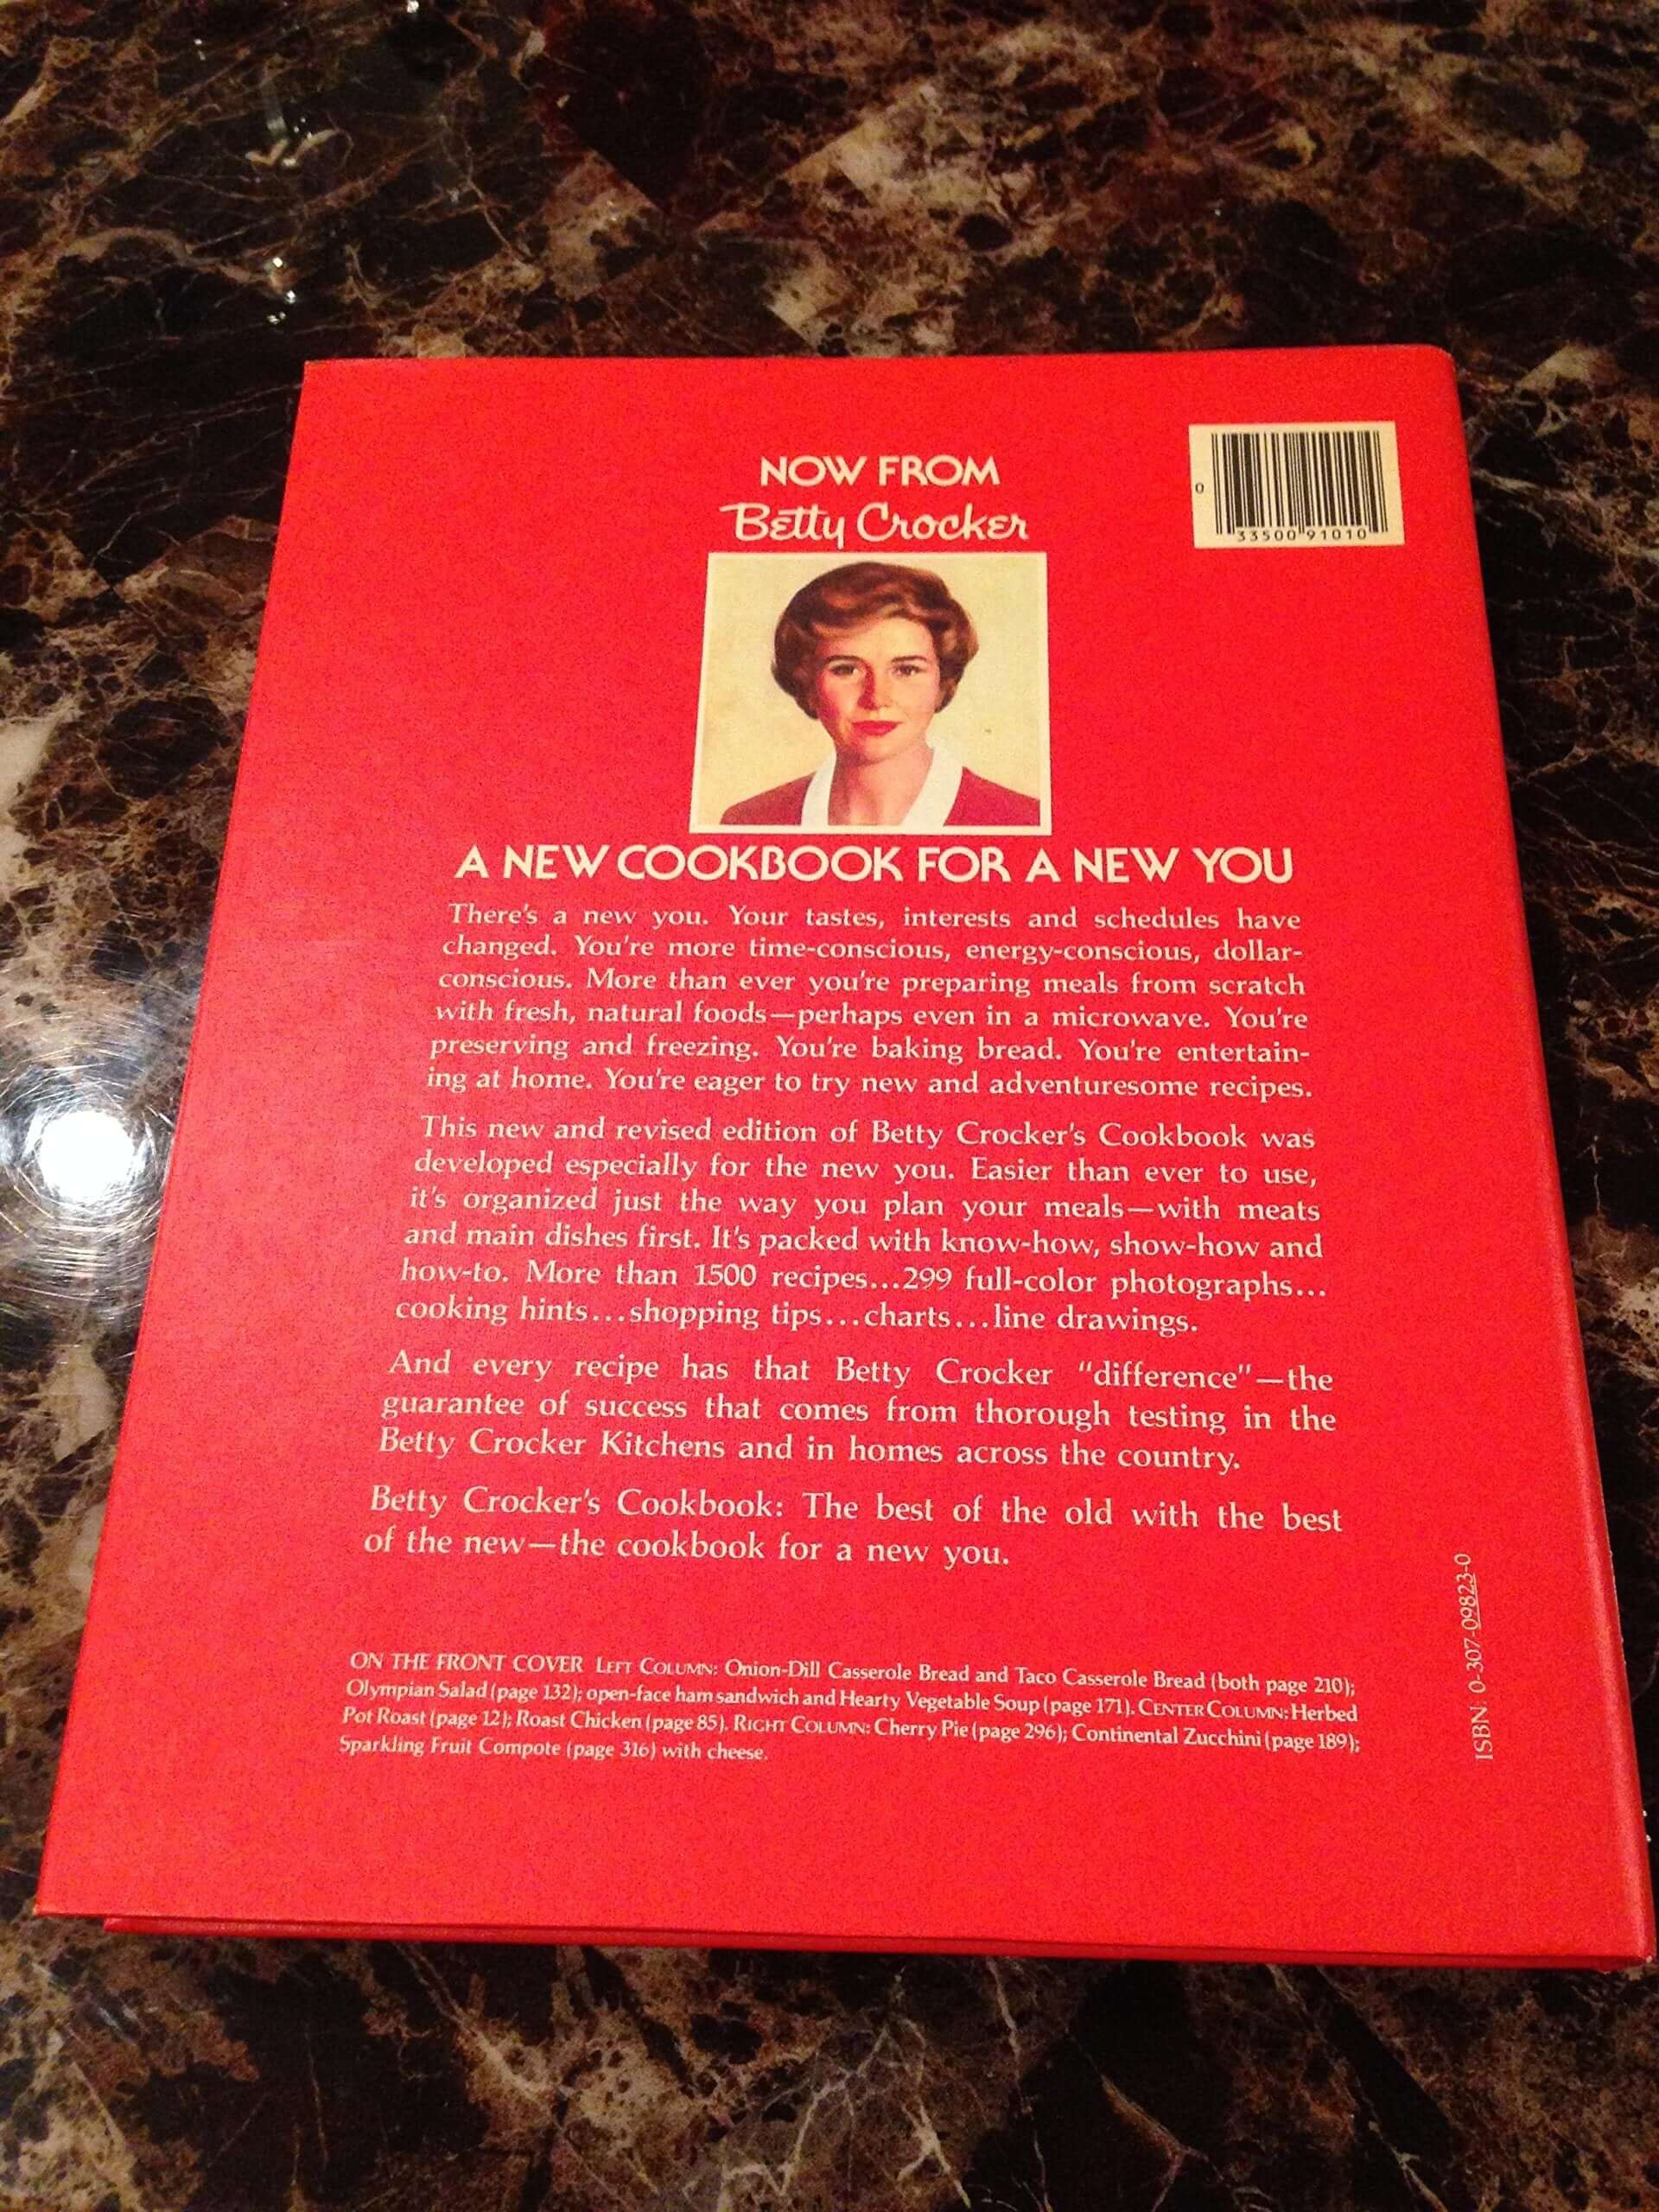 NOW FROM
Betty Crocker
0
33500 91010
A NEW COOKBOOK FOR A NEW YOU
There's a new you. Your tastes, interests and schedules have
changed. You're more time-conscious, energy-conscious, dollar-
conscious. More than ever you're preparing meals from scratch
with fresh, natural foods—perhaps even in a microwave. You're
preserving and freezing. You're baking bread. You're entertain-
ing at home. You're eager to try new and adventuresome recipes.
This new and revised edition of Betty Crocker's Cookbook was
developed especially for the new you. Easier than ever to use,
it's organized just the way you plan your meals—with meats
and main dishes first. It's packed with know-how, show-how and
how-to. More than 1500 recipes...299 full-color photographs...
cooking hints...shopping tips...charts...line drawings.
And every recipe has that Betty Crocker "difference"—the
guarantee of success that comes from thorough testing in the
Betty Crocker Kitchens and in homes across the country.
Betty Crocker's Cookbook: The best of the old with the best
of the new—the cookbook for a new you.
ON THE FRONT COVER LEFT COLUMN: Onion-Dill Casserole Bread and Taco Casserole Bread (both page 210);
Olympian Salad (page 132); open-face ham sandwich and Hearty Vegetable Soup (page 171). CENTER COLUMN: Herbed
Pot Roast (page 12); Roast Chicken (page 85). RIGHT COLUMN: Cherry Pie (page 296); Continental Zucchini (page 189);
Sparkling Fruit Compote (page 316) with cheese.
ISBN: 0-307-09823-0